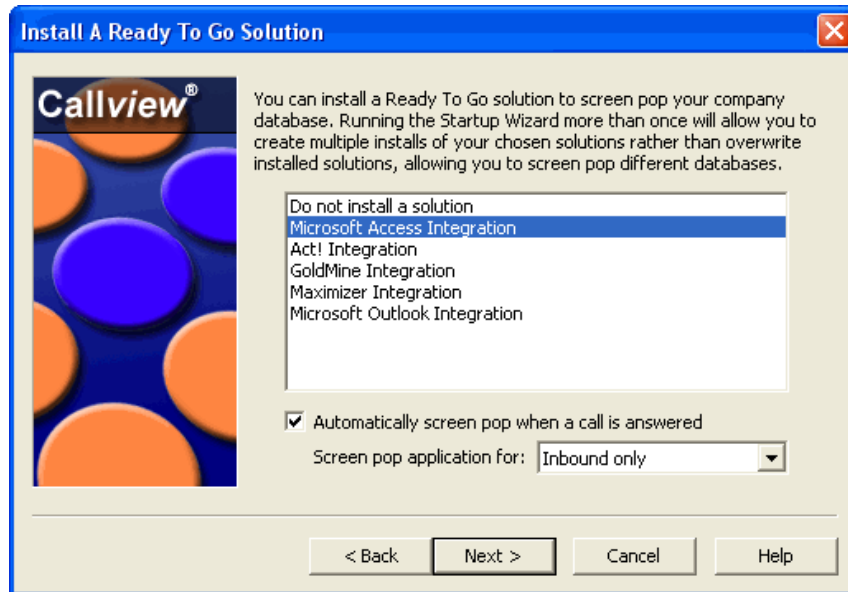 Install A Ready To Go Solution
Callview®
You can install a Ready To Go solution to screen pop your company
database. Running the Startup Wizard more than once will allow you to
create multiple installs of your chosen solutions rather than overwrite
installed solutions, allowing you to screen pop different databases.
Do not install a solution
Microsoft Access Integration
Act! Integration
GoldMine Integration
Maximizer Integration
Microsoft Outlook Integration
Automatically screen pop when a call is answered
Screen pop application for: Inbound only
< Back Next > Cancel Help